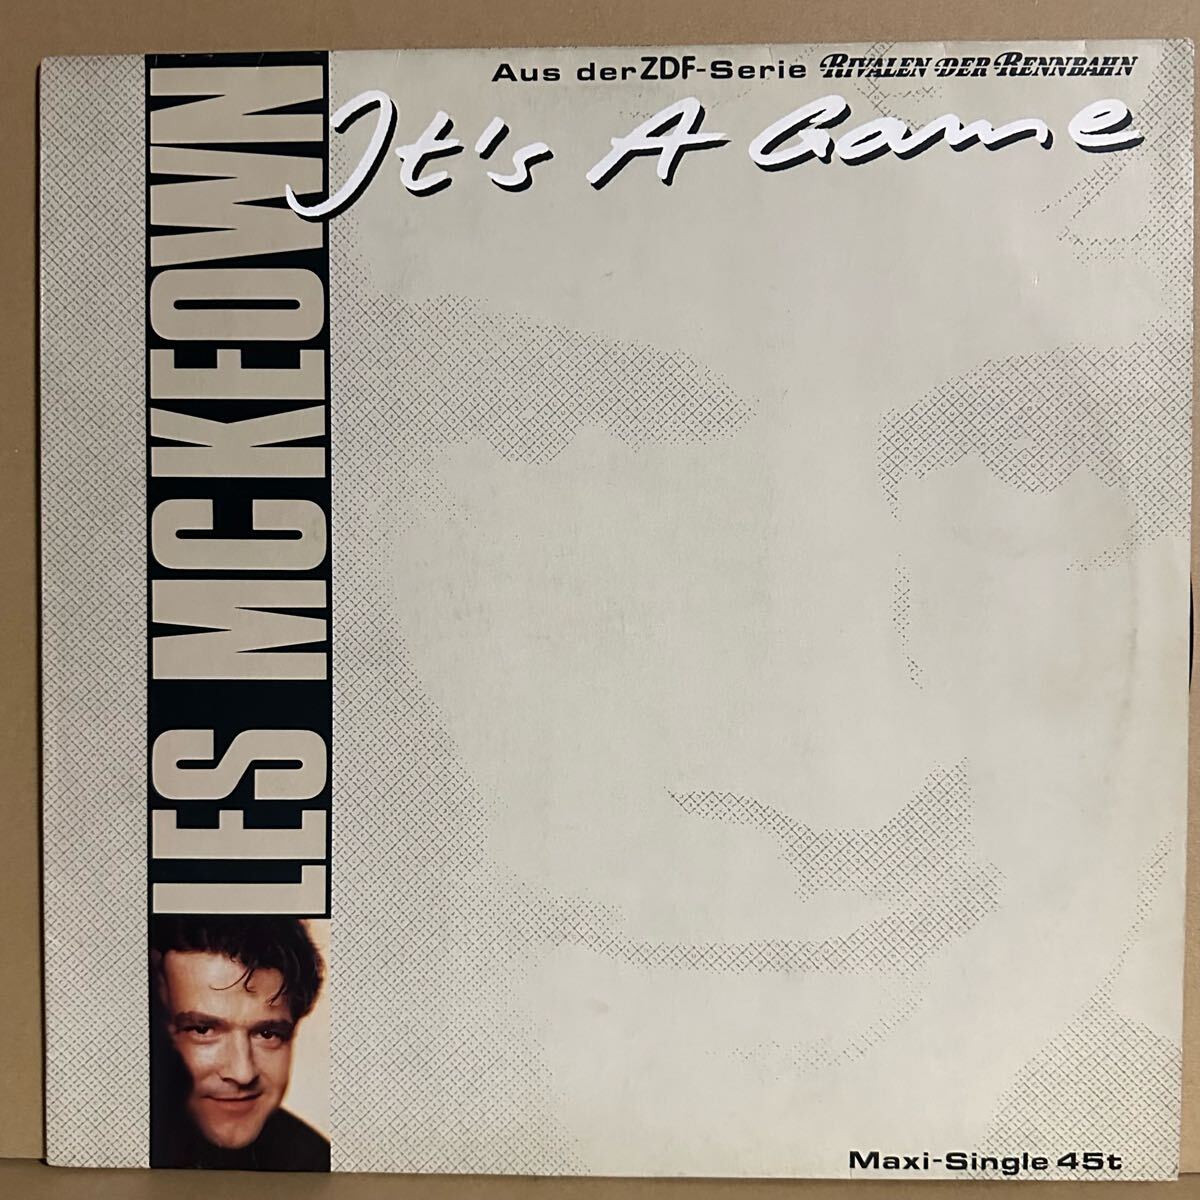 Aus der ZDF-Serie RIVALEN DER RENNBAHN
It's A Game
LES MCKEOWN
Maxi-Single 45t